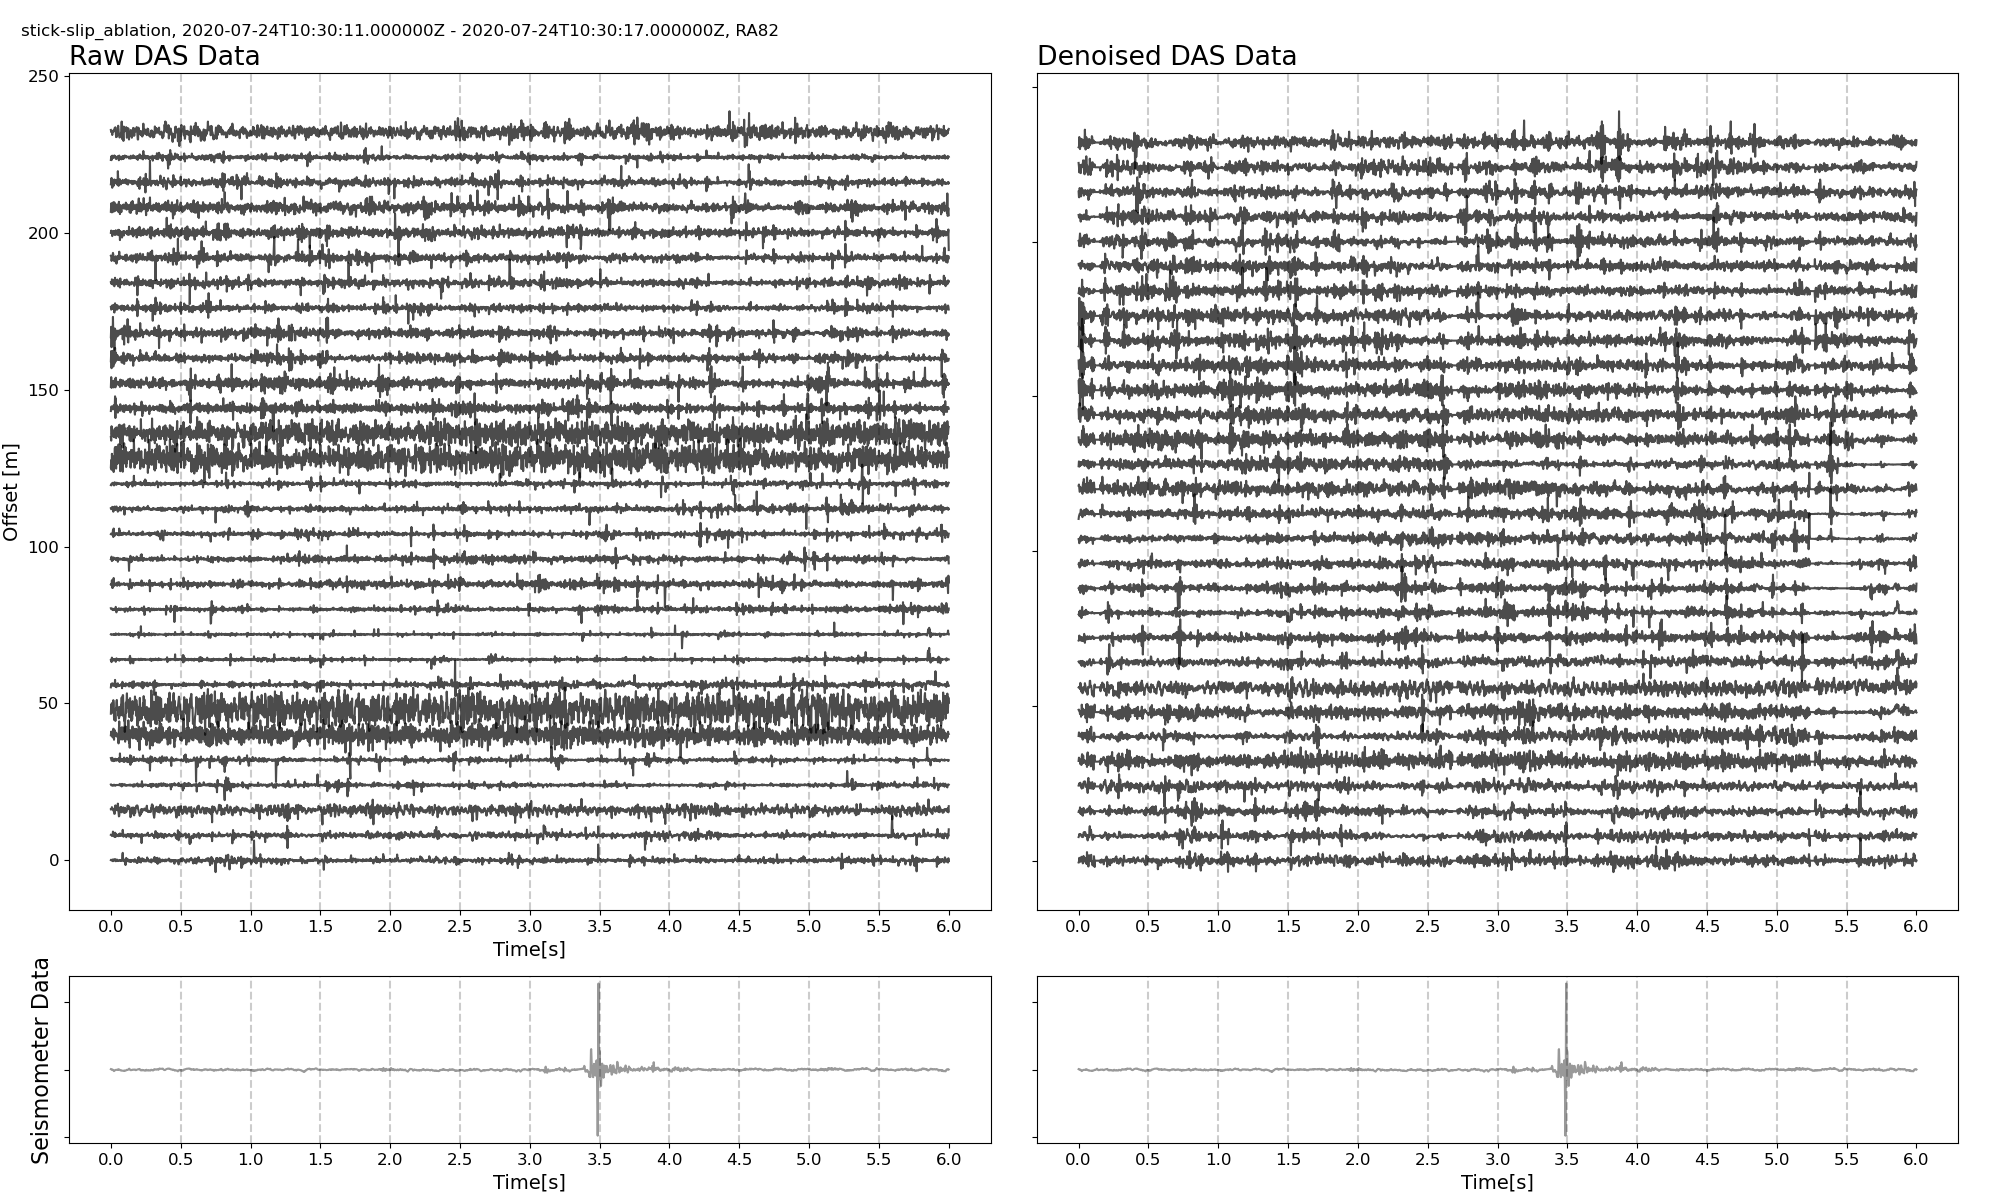 stick-slip_ablation, 2020-07-24T10:30:11.000000Z - 2020-07-24T10:30:17.000000Z, RA82
Raw DAS Data
Denoised DAS Data
250
200
150
100
50
0
Offset [m]
0.0 0.5 1.0 1.5 2.0 2.5 3.0 3.5 4.0 4.5 5.0 5.5 6.0
Time[s]
0.0 0.5 1.0 1.5 2.0 2.5 3.0 3.5 4.0 4.5 5.0 5.5 6.0
Seismometer Data
0.0 0.5 1.0 1.5 2.0 2.5 3.0 3.5 4.0 4.5 5.0 5.5 6.0
Time[s]
0.0 0.5 1.0 1.5 2.0 2.5 3.0 3.5 4.0 4.5 5.0 5.5 6.0
Time[s]